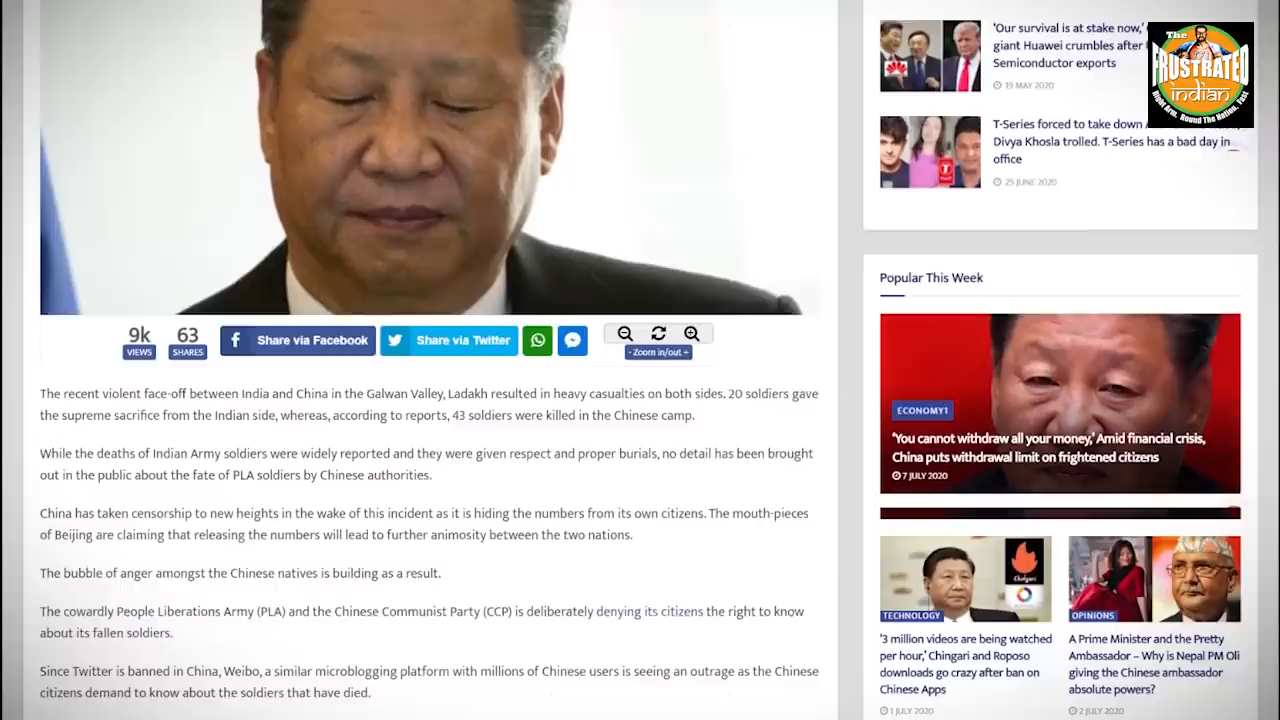 9k
VIEWS
63
SHARES
Share via Facebook
Share via Twitter
- Zoom in/out +
The recent violent face-off between India and China in the Galwan Valley, Ladakh resulted in heavy casualties on both sides. 20 soldiers gave
the supreme sacrifice from the Indian side, whereas, according to reports, 43 soldiers were killed in the Chinese camp.
While the deaths of Indian Army soldiers were widely reported and they were given respect and proper burials, no detail has been brought
out in the public about the fate of PLA soldiers by Chinese authorities.
China has taken censorship to new heights in the wake of this incident as it is hiding the numbers from its own citizens. The mouth-pieces
of Beijing are claiming that releasing the numbers will lead to further animosity between the two nations.
The bubble of anger amongst the Chinese natives is building as a result.
The cowardly People Liberations Army (PLA) and the Chinese Communist Party (CCP) is deliberately denying its citizens the right to know
about its fallen soldiers.
Since Twitter is banned in China, Weibo, a similar microblogging platform with millions of Chinese users is seeing an outrage as the Chinese
citizens demand to know about the soldiers that have died.
‘Our survival is at stake now,’
giant Huawei crumbles after
Semiconductor exports
19 MAY 2020
T-Series forced to take down
Divya Khosla trolled. T-Series has a bad day in
office
25 JUNE 2020
The
FRUSTRATED
indian
Right Arm, Round The Nation, Fast
Popular This Week
ECONOMY1
‘You cannot withdraw all your money,’ Amid financial crisis,
China puts withdrawal limit on frightened citizens
7 JULY 2020
Chingari
TECHNOLOGY
‘3 million videos are being watched
per hour,’ Chingari and Roposo
downloads go crazy after ban on
Chinese Apps
1 JULY 2020
OPINIONS
A Prime Minister and the Pretty
Ambassador – Why is Nepal PM Oli
giving the Chinese ambassador
absolute powers?
2 JULY 2020